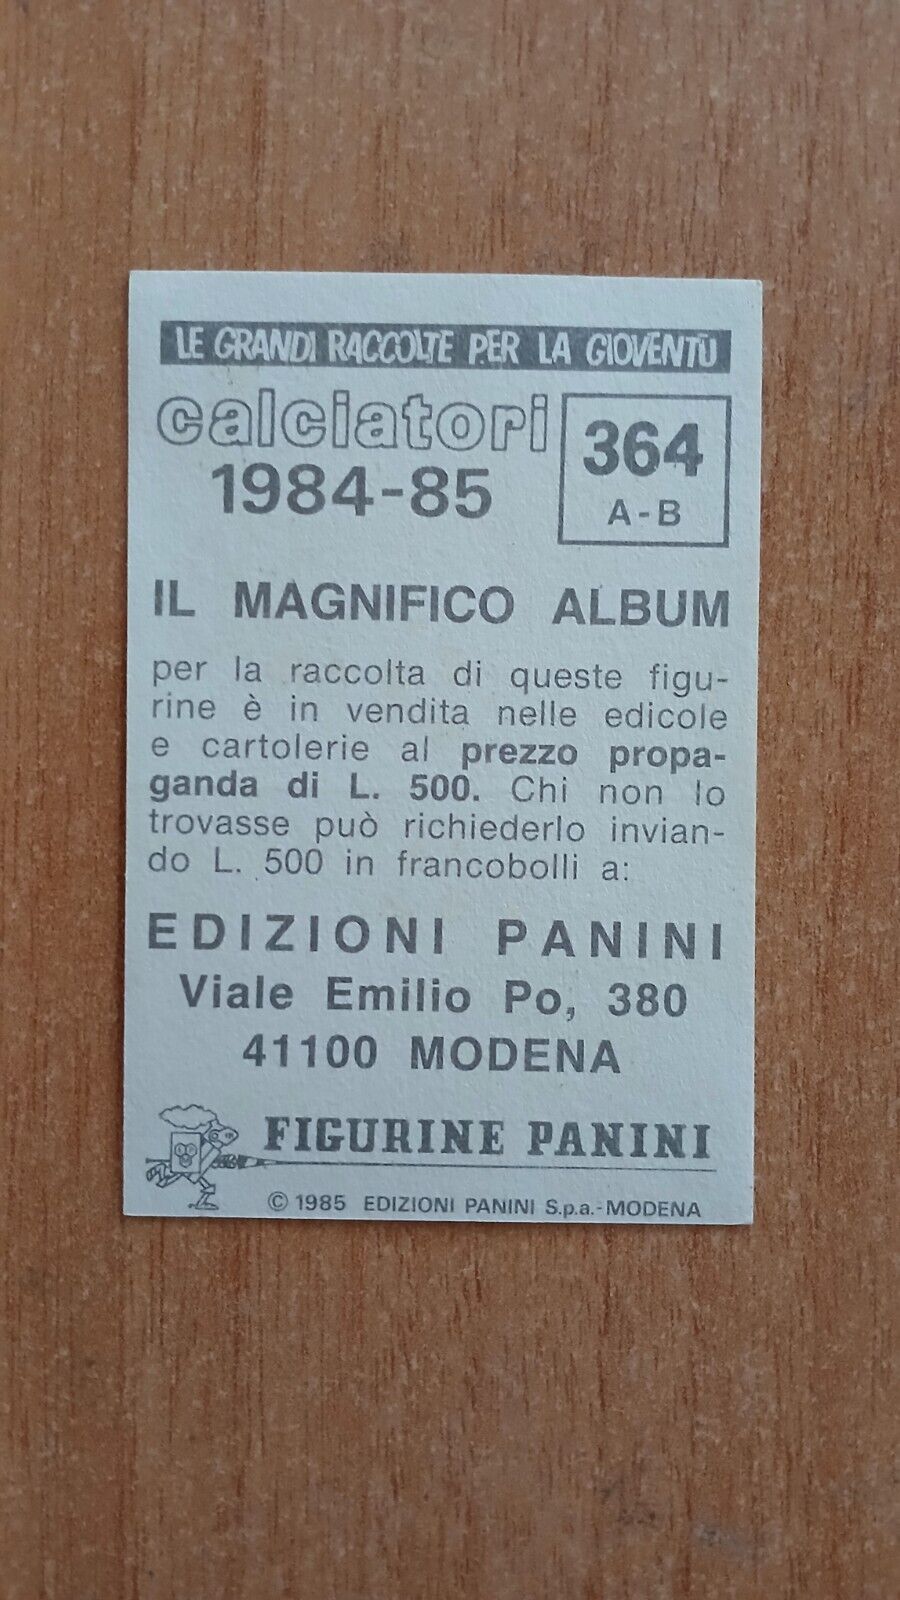 LE GRANDI RACCOLTE PER LA GIOVENTÙ
calciatori
1984-85
364
A-B
IL MAGNIFICO ALBUM
per la raccolta di queste figu-
rine è in vendita nelle edicole
e cartolerie al prezzo propa-
ganda di L. 500. Chi non lo
trovasse può richiederlo invian-
do L. 500 in francobolli a:
EDIZIONI PANINI
Viale Emilio Po, 380
41100 MODENA
FIGURINE PANINI
© 1985 EDIZIONI PANINI S.p.a.-MODENA